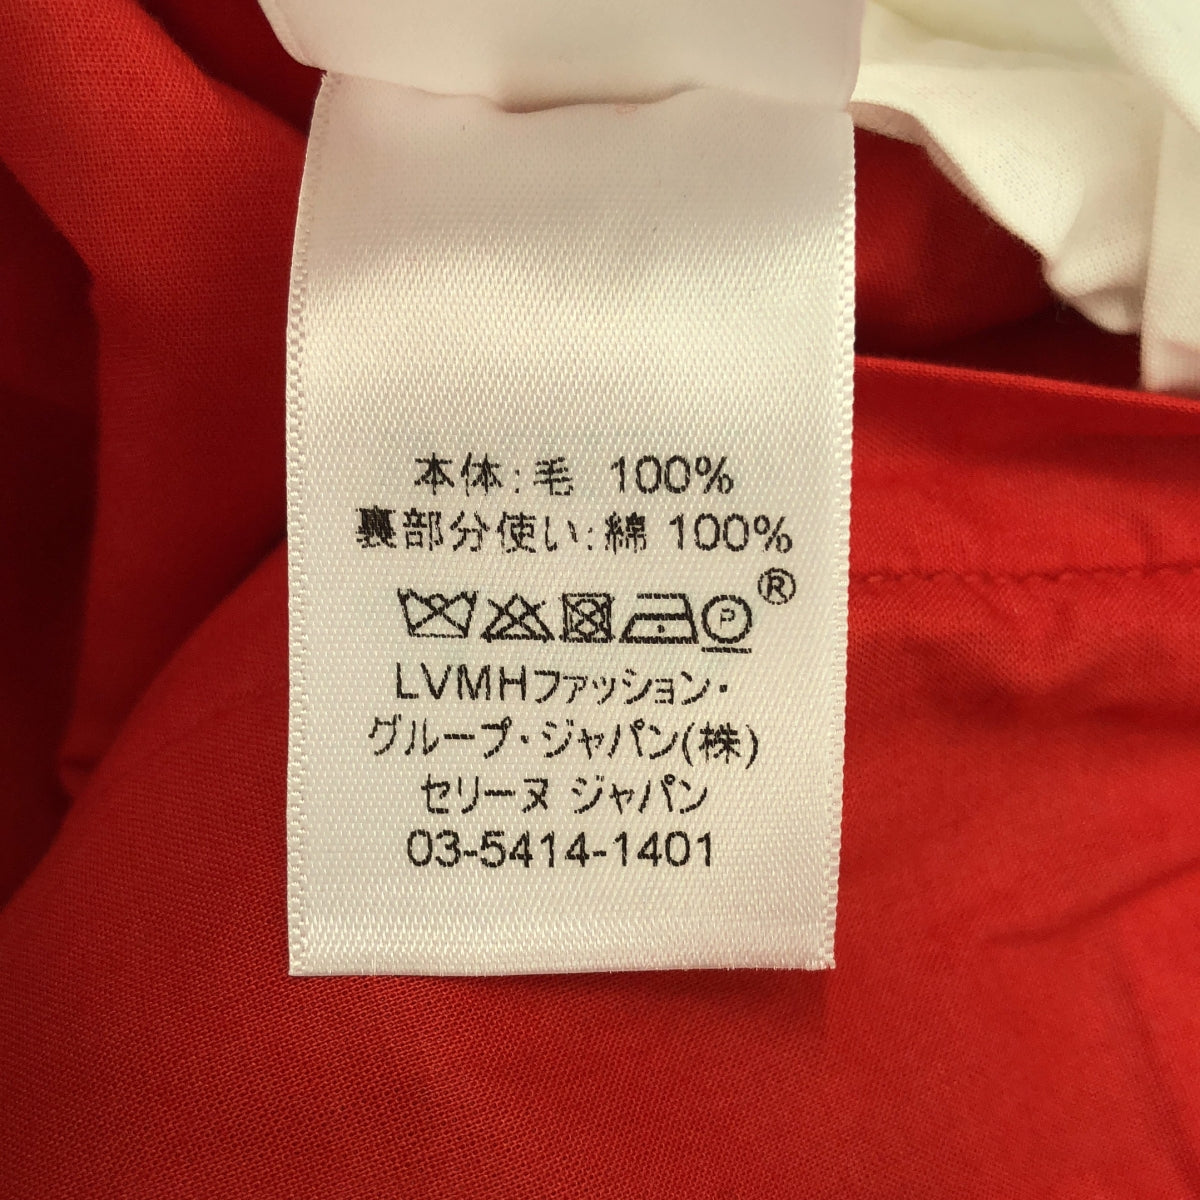 本体:毛 100%
裏部分使い:綿 100%
P ®
LVMHファッション・
グループ・ジャパン(株)
セリーヌ ジャパン
03-5414-1401